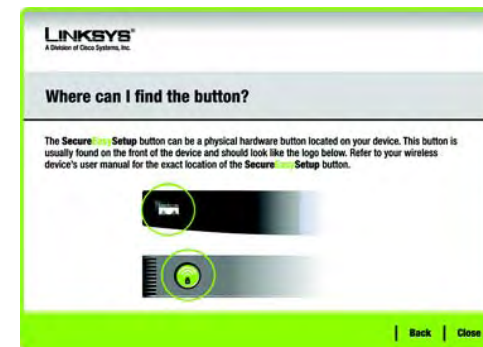 LINKSYS®
A Division of Cisco Systems, Inc.
Where can I find the button?
The SecureEasySetup button can be a physical hardware button located on your device. This button is
usually found on the front of the device and should look like the logo below. Refer to your wireless
device's user manual for the exact location of the SecureEasySetup button.
Back
Close